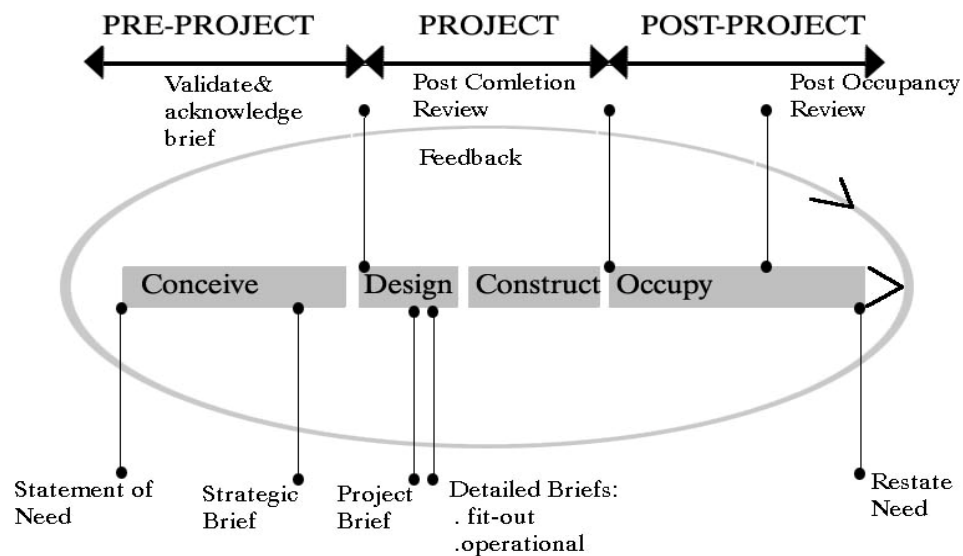 PRE-PROJECT
PROJECT
POST-PROJECT
Validate&
acknowledge
brief
Post Comletion
Review
Post Occupancy
Review
Feedback
Conceive
Design
Construct
Occupy
Statement of
Need
Strategic
Brief
Project
Brief
Detailed Briefs:
. fit-out
.operational
Restate
Need